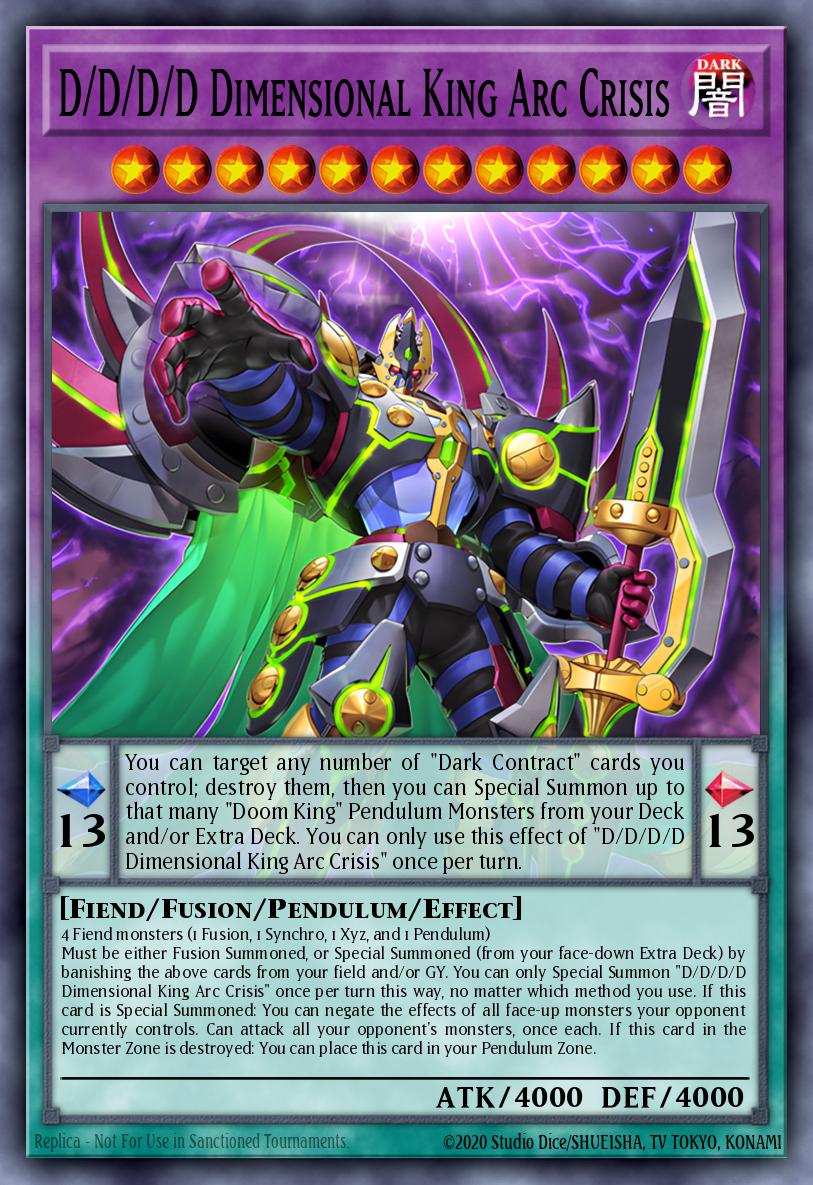 D/D/D/D Dimensional King Arc Crisis
DARK
闇
You can target any number of "Dark Contract" cards you
control; destroy them, then you can Special Summon up to
that many "Doom King" Pendulum Monsters from your Deck
and/or Extra Deck. You can only use this effect of "D/D/D/D
Dimensional King Arc Crisis" once per turn.
13
13
[Fiend/Fusion/Pendulum/Effect]
4 Fiend monsters (1 Fusion, 1 Synchro, 1 Xyz, and 1 Pendulum)
Must be either Fusion Summoned, or Special Summoned (from your face-down Extra Deck) by
banishing the above cards from your field and/or GY. You can only Special Summon "D/D/D/D
Dimensional King Arc Crisis" once per turn this way, no matter which method you use. If this
card is Special Summoned: You can negate the effects of all face-up monsters your opponent
currently controls. Can attack all your opponent's monsters, once each. If this card in the
Monster Zone is destroyed: You can place this card in your Pendulum Zone.
ATK/4000 DEF/4000
Replica - Not For Use in Sanctioned Tournaments.
©2020 Studio Dice/SHUEISHA, TV TOKYO, KONAMI